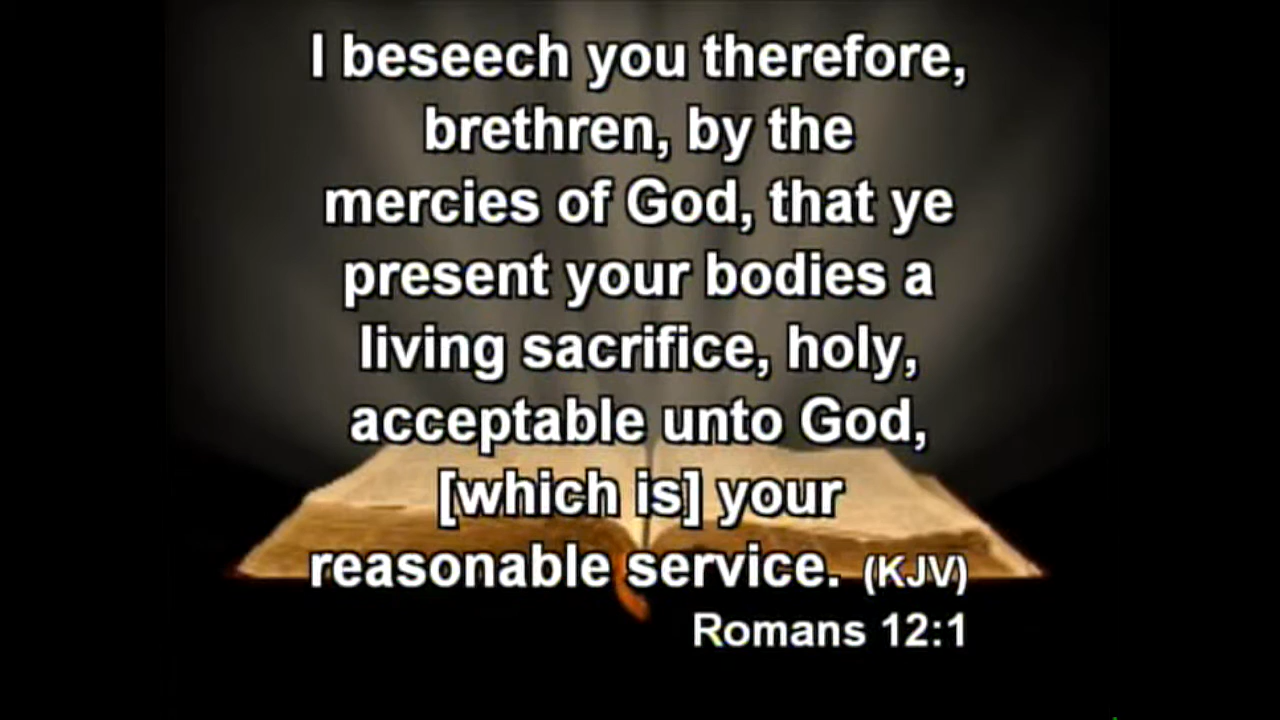 I beseech you therefore,
brethren, by the
mercies of God, that ye
present your bodies a
living sacrifice, holy,
acceptable unto God,
[which is] your
reasonable service. (KJV)
Romans 12:1